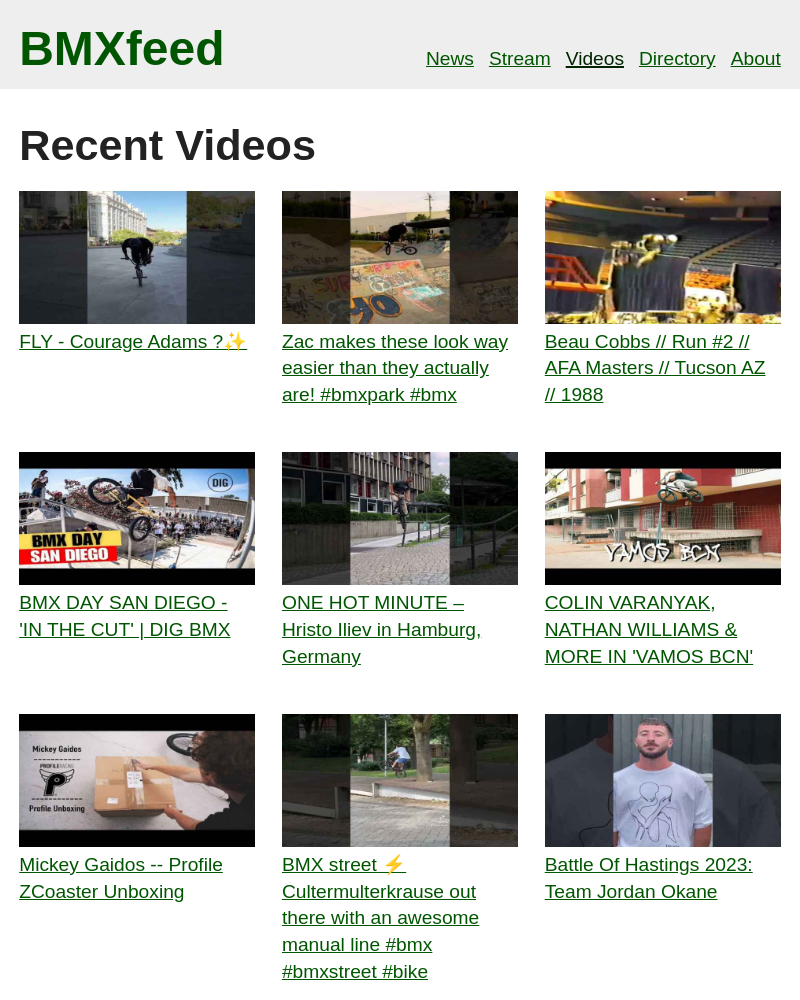 BMXfeed
News Stream Videos Directory About
Recent Videos
FLY - Courage Adams ?✨
Zac makes these look way
easier than they actually
are! #bmxpark #bmx
Beau Cobbs // Run #2 //
AFA Masters // Tucson AZ
// 1988
DIG
BMX DAY
SAN DIEGO
BMX DAY SAN DIEGO -
'IN THE CUT' | DIG BMX
ONE HOT MINUTE –
Hristo Iliev in Hamburg,
Germany
VAMOS BCN
COLIN VARANYAK,
NATHAN WILLIAMS &
MORE IN 'VAMOS BCN'
Mickey Gaidos
PROFILE RACING
Profile Unboxing
Mickey Gaidos -- Profile
ZCoaster Unboxing
BMX street ⚡
Cultermulterkrause out
there with an awesome
manual line #bmx
#bmxstreet #bike
Battle Of Hastings 2023:
Team Jordan Okane